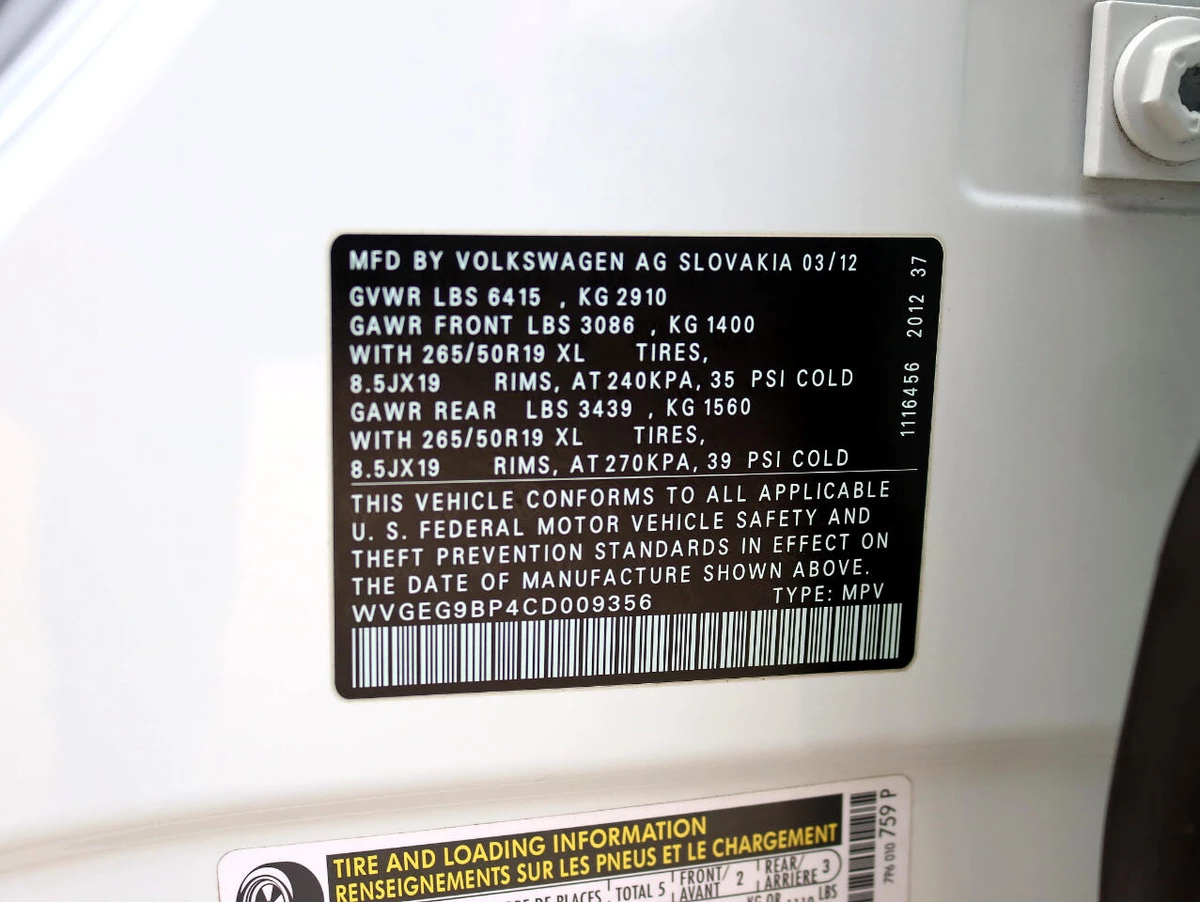 MFD BY VOLKSWAGEN AG SLOVAKIA 03/12
GVWR LBS 6415 , KG 2910
GAWR FRONT LBS 3086 , KG 1400
WITH 265/50R19 XL TIRES,
8.5JX19 RIMS, AT 240KPA, 35 PSI COLD
GAWR REAR LBS 3439 , KG 1560
WITH 265/50R19 XL TIRES,
8.5JX19 RIMS, AT 270KPA, 39 PSI COLD
1116456 2012 37
THIS VEHICLE CONFORMS TO ALL APPLICABLE
U. S. FEDERAL MOTOR VEHICLE SAFETY AND
THEFT PREVENTION STANDARDS IN EFFECT ON
THE DATE OF MANUFACTURE SHOWN ABOVE.
WVGEG9BP4CD009356 TYPE: MPV
TIRE AND LOADING INFORMATION
RENSEIGNEMENTS SUR LES PNEUS ET LE CHARGEMENT
DE PLACES TOTAL 5 FRONT/ AVANT 2 REAR/ ARRIÈRE 3
KG OR LBS
7P6 010 759 P